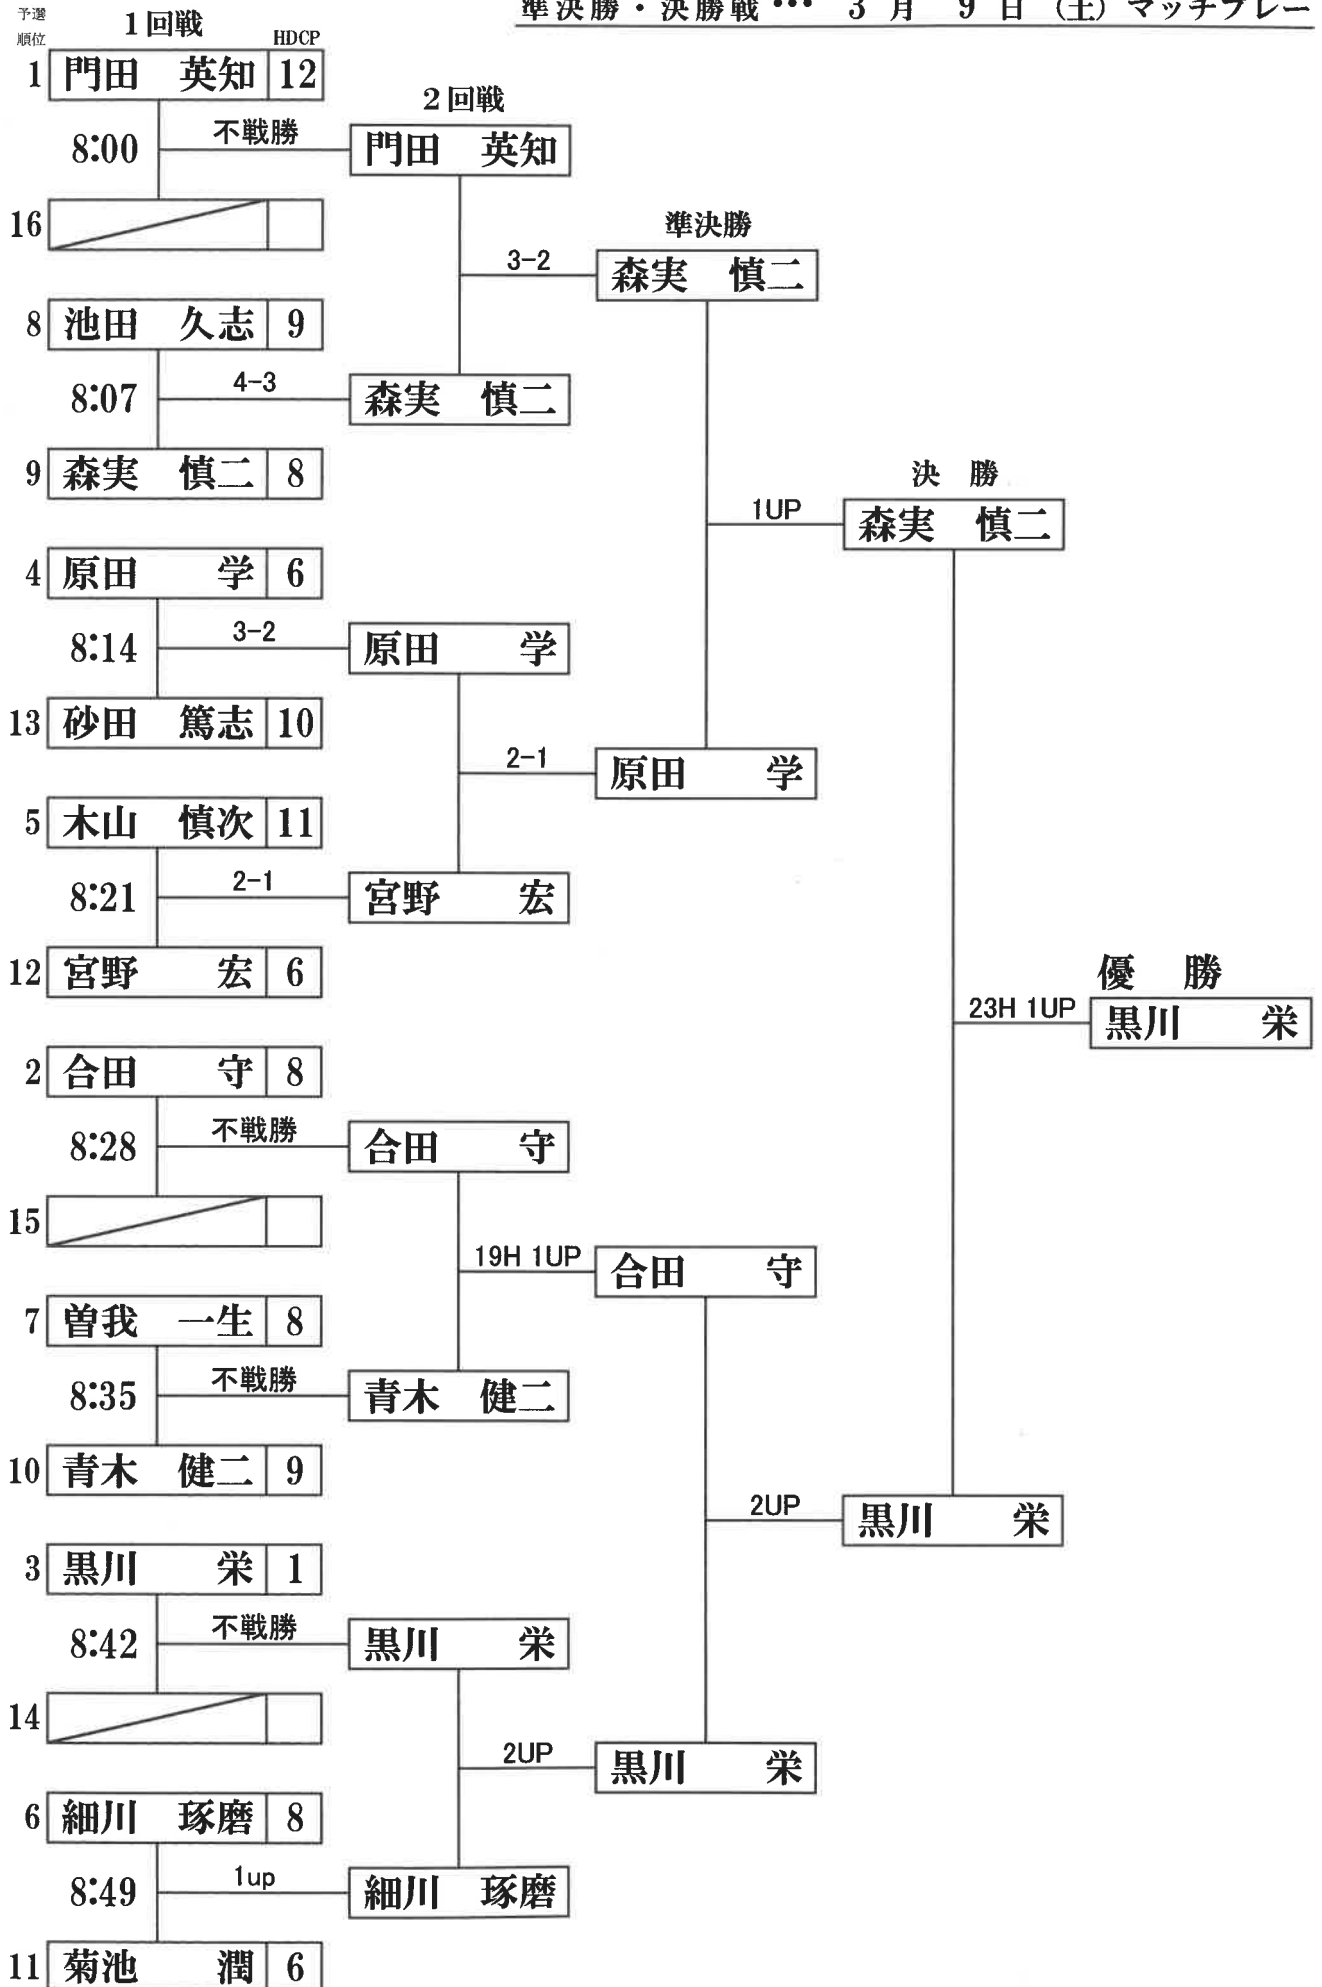 準決勝・決勝戦 ・・・ 3 月 9 日 (土) マッチプレー
予選
順位
1回戦
HDCP
1 門田 英知 12
2回戦
8:00 不戦勝 門田 英知
16
準決勝
3-2 森実 慎二
8 池田 久志 9
8:07 4-3 森実 慎二
9 森実 慎二 8
決 勝
1UP 森実 慎二
4 原田 学 6
8:14 3-2 原田 学
13 砂田 篤志 10
2-1 原田 学
5 木山 慎次 11
8:21 2-1 宮野 宏
12 宮野 宏 6
優 勝
23H 1UP 黒川 栄
2 合田 守 8
8:28 不戦勝 合田 守
15
19H 1UP 合田 守
7 曽我 一生 8
8:35 不戦勝 青木 健二
10 青木 健二 9
2UP 黒川 栄
3 黒川 栄 1
8:42 不戦勝 黒川 栄
14
2UP 黒川 栄
6 細川 琢磨 8
8:49 1up 細川 琢磨
11 菊池 潤 6